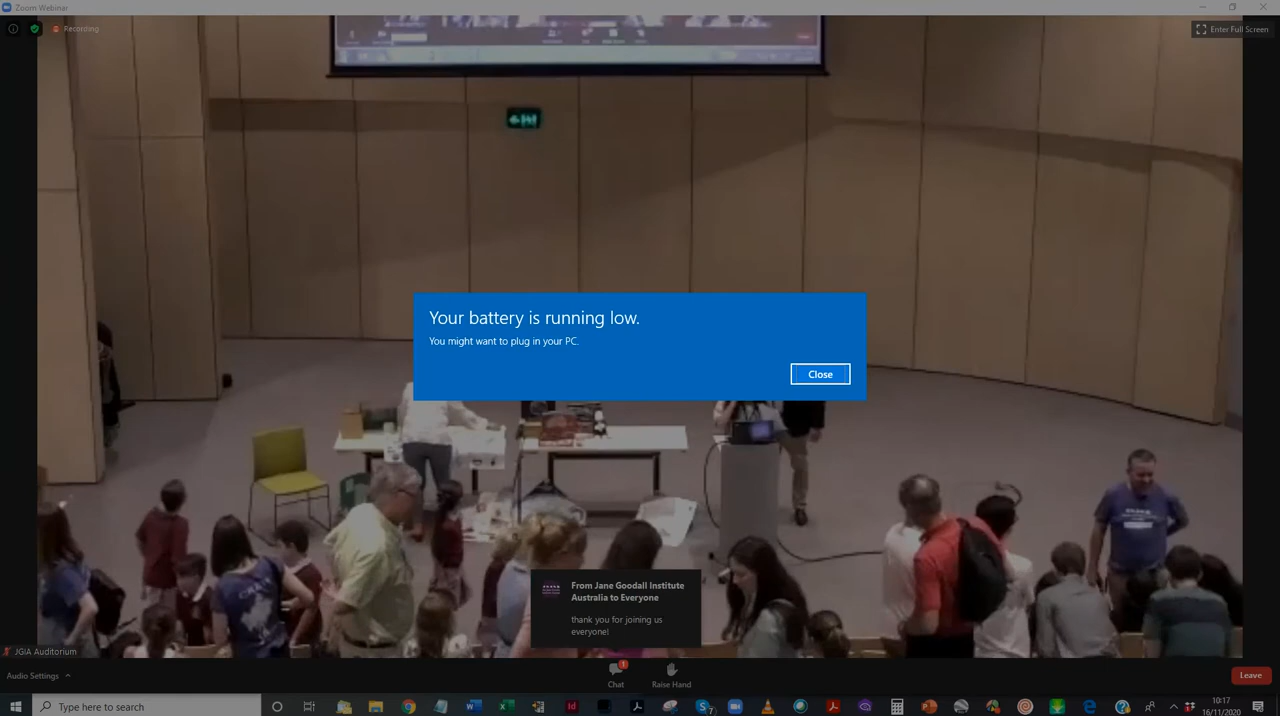 Zoom Webinar
Recording
Enter Full Screen
Your battery is running low.
You might want to plug in your PC.
Close
From Jane Goodall Institute
Australia to Everyone
thank you for joining us
everyone!
JGIA Auditorium
Audio Settings
1
Chat
Raise Hand
Leave
Type here to search
7
10:17
16/11/2020